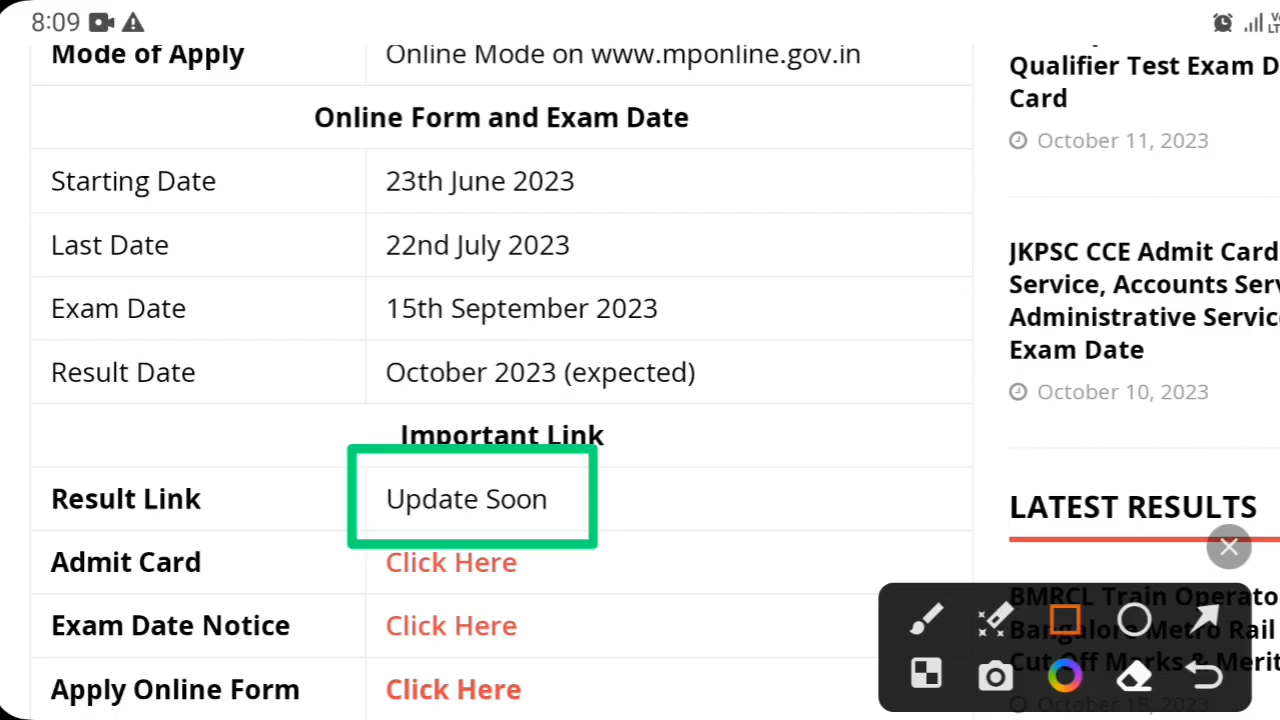 8:09
Mode of Apply Online Mode on www.mponline.gov.in
Online Form and Exam Date
Starting Date 23th June 2023
Last Date 22nd July 2023
Exam Date 15th September 2023
Result Date October 2023 (expected)
Important Link
Result Link Update Soon
Admit Card Click Here
Exam Date Notice Click Here
Apply Online Form Click Here
Qualifier Test Exam D
Card
October 11, 2023
JKPSC CCE Admit Card
Service, Accounts Serv
Administrative Service
Exam Date
October 10, 2023
LATEST RESULTS
BMRCL Train Operato
Bangalore Metro Rail
Cut Off Marks & Merit
October 18, 2023